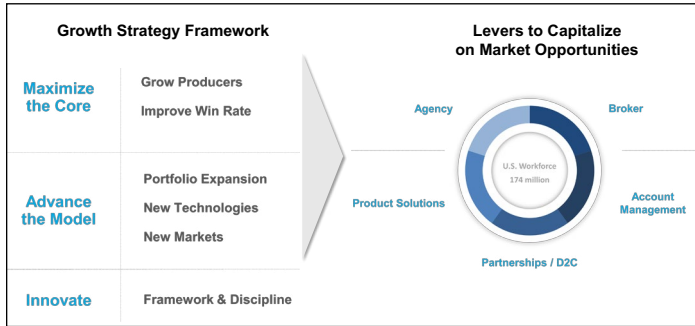 Growth Strategy Framework
Maximize
the Core
Grow Producers
Improve Win Rate
Advance
the Model
Portfolio Expansion
New Technologies
New Markets
Innovate
Framework & Discipline
Levers to Capitalize
on Market Opportunities
Agency
Broker
U.S. Workforce
174 million
Product Solutions
Account
Management
Partnerships / D2C